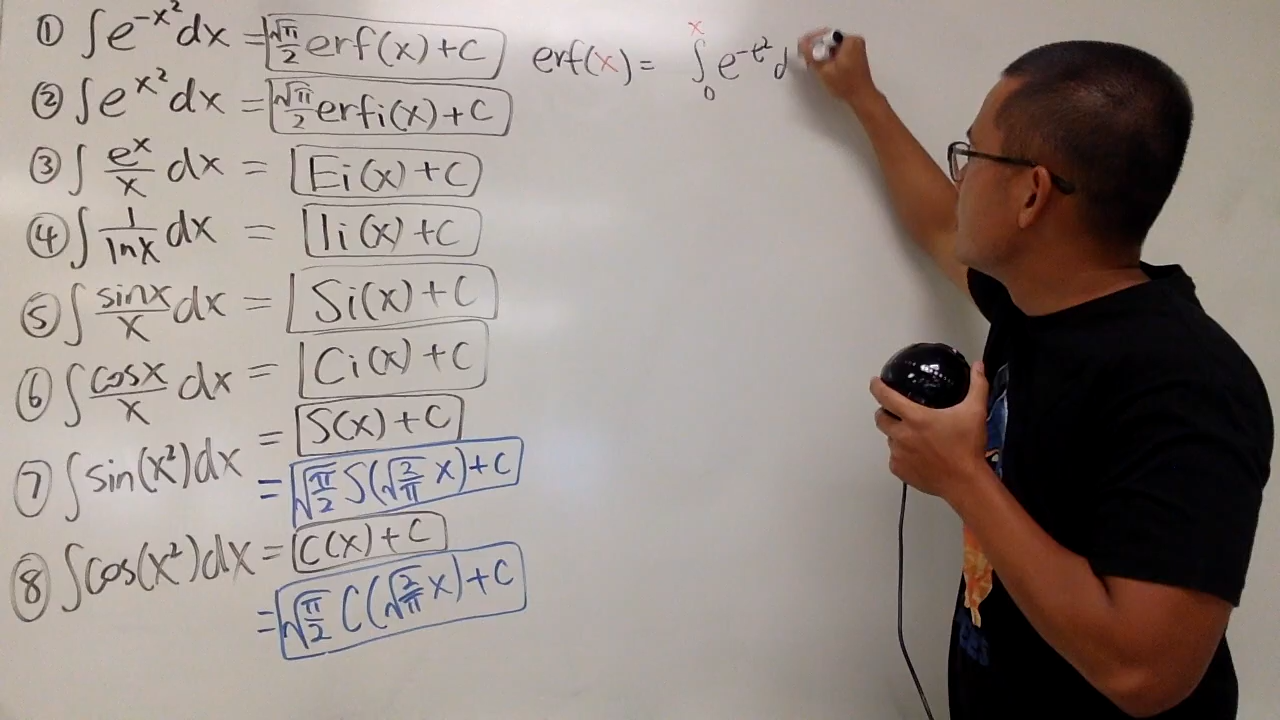 ① ∫e^{-x²}dx = √π/2 erf(x)+C
② ∫e^{x²}dx = √π/2 erfi(x)+C
③ ∫ e^x/x dx = Ei(x)+C
④ ∫ 1/lnx dx = li(x)+C
⑤ ∫ sinx/x dx = Si(x)+C
⑥ ∫ cosx/x dx = Ci(x)+C
⑦ ∫sin(x²)dx = S(x)+C
= √(π/2) S(√(2/π) x)+C
⑧ ∫cos(x²)dx = C(x)+C
= √(π/2) C(√(2/π) x)+C
erf(x) = ∫₀^x e^{-t²}d